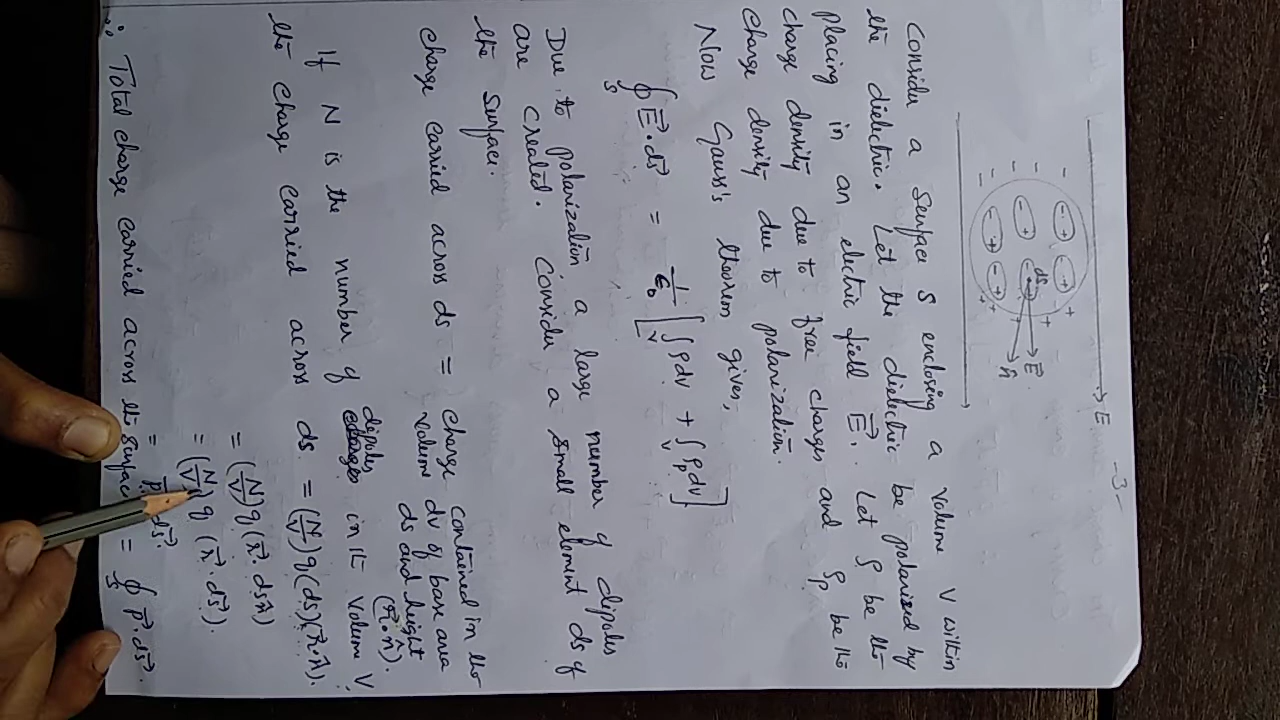 -3-
E
ds
E⃗
n̂
Consider a surface S enclosing a volume V within
the dielectric. Let the dielectric be polarised by
placing in an electric field E⃗. Let ρ be the
charge density due to free charges and ρp be the
charge density due to polarization.
Now Gauss's theorem gives,
∮s E⃗ · ds⃗ = 1/ε0 [∫v ρdv + ∫v ρp dv]
Due to polarization a large number of dipoles
are created. Consider a small element ds of
the surface.
charge carried across ds = charge contained in the
volume dv of base area
ds and height
(r⃗·n̂).
If N is the number of dipoles in the volume V,
the charge carried across ds = (N/V)q(ds)(r⃗·n̂).
= (N/V)q(r⃗·dsn̂)
= (N/V)q(r⃗·ds⃗).
= p⃗·ds⃗.
∴ Total charge carried across the surface = ∮s p⃗·ds⃗.